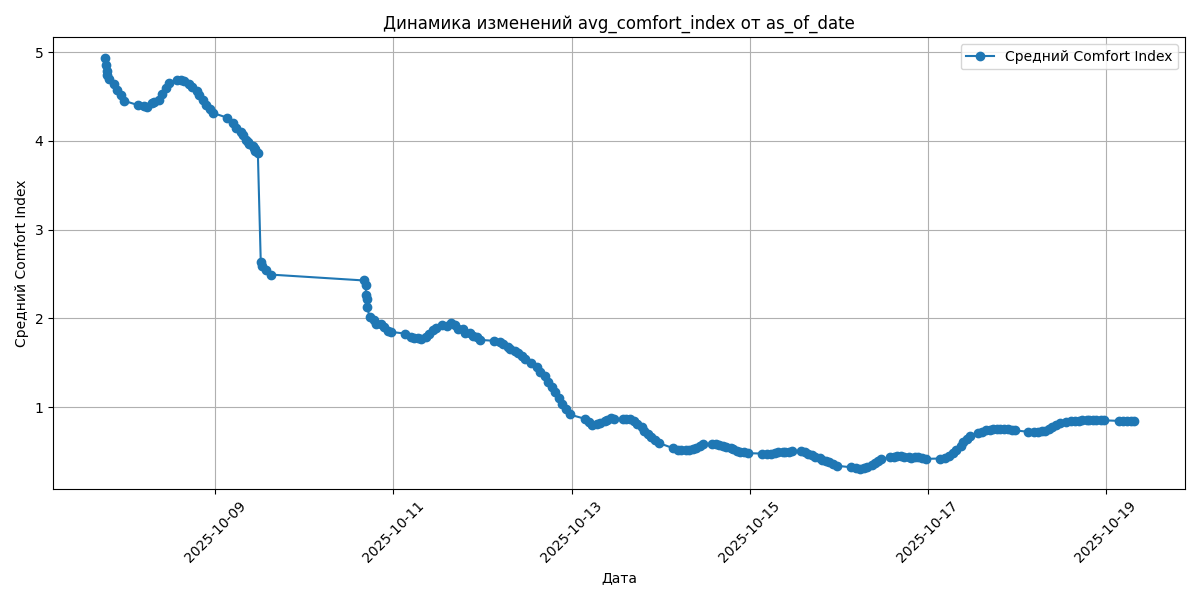 Динамика изменений avg_comfort_index от as_of_date
Средний Comfort Index
Средний Comfort Index
5
4
3
2
1
2025-10-09
2025-10-11
2025-10-13
2025-10-15
2025-10-17
2025-10-19
Дата